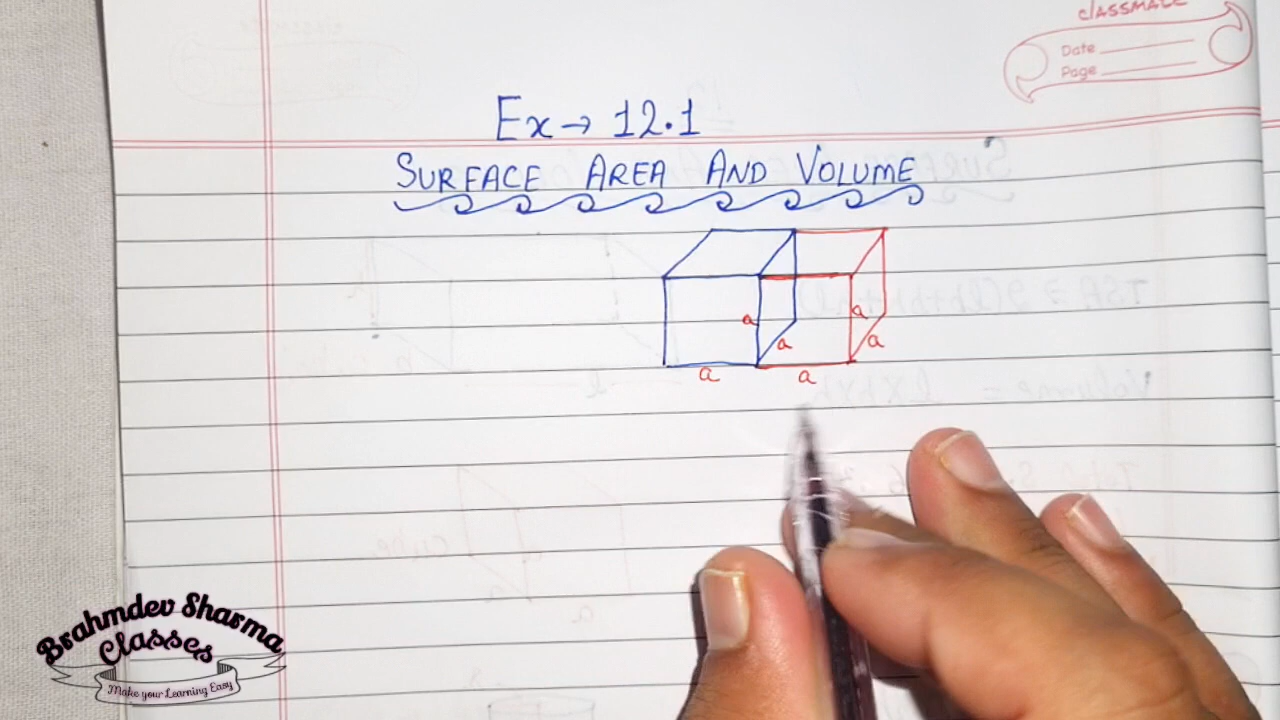 classmate
Date
Page
Ex → 12.1
SURFACE AREA AND VOLUME
a a a
a a
a a
Brahmdev Sharma
Classes
Make your Learning Easy